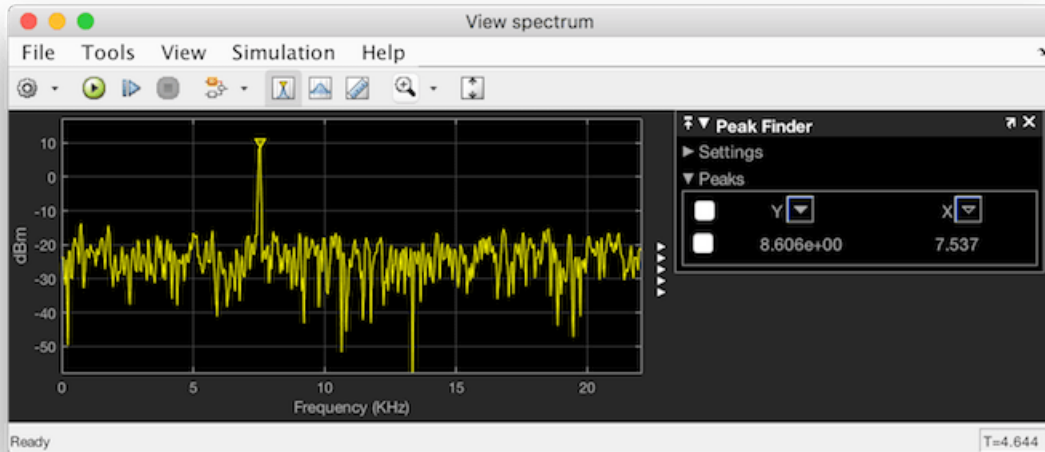 View spectrum
File Tools View Simulation Help
Peak Finder
Settings
Peaks
Y X
8.606e+00 7.537
10
0
-10
-20
-30
-40
-50
dBm
0 5 10 15 20
Frequency (KHz)
Ready T=4.644